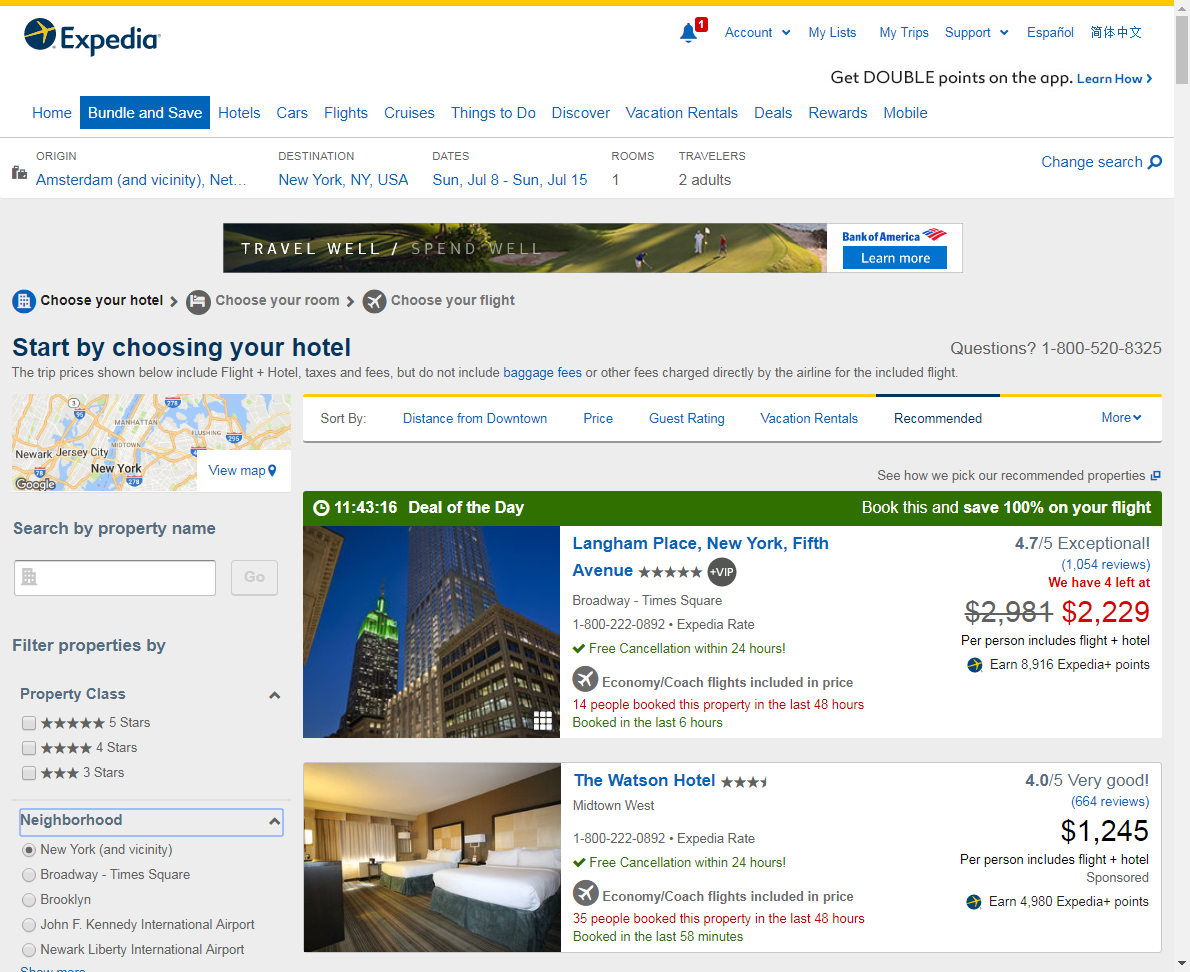 Expedia
1
Account
My Lists
My Trips
Support
Español
简体中文
Get DOUBLE points on the app. Learn How
Home
Bundle and Save
Hotels
Cars
Flights
Cruises
Things to Do
Discover
Vacation Rentals
Deals
Rewards
Mobile
ORIGIN
Amsterdam (and vicinity), Net...
DESTINATION
New York, NY, USA
DATES
Sun, Jul 8 - Sun, Jul 15
ROOMS
1
TRAVELERS
2 adults
Change search
TRAVEL WELL / SPEND WELL
Bank of America
Learn more
Choose your hotel
Choose your room
Choose your flight
Start by choosing your hotel
Questions? 1-800-520-8325
The trip prices shown below include Flight + Hotel, taxes and fees, but do not include baggage fees or other fees charged directly by the airline for the included flight.
3
278
95
MANHATTAN
FLUSHING
295
MIDTOWN
Newark
Jersey City
New York
78
278
Google
View map
Sort By:
Distance from Downtown
Price
Guest Rating
Vacation Rentals
Recommended
More
See how we pick our recommended properties
Search by property name
Go
Filter properties by
Property Class
5 Stars
4 Stars
3 Stars
Neighborhood
New York (and vicinity)
Broadway - Times Square
Brooklyn
John F. Kennedy International Airport
Newark Liberty International Airport
Show more
11:43:16 Deal of the Day
Book this and save 100% on your flight
Langham Place, New York, Fifth
Avenue
+VIP
Broadway - Times Square
1-800-222-0892 • Expedia Rate
Free Cancellation within 24 hours!
Economy/Coach flights included in price
14 people booked this property in the last 48 hours
Booked in the last 6 hours
4.7/5 Exceptional!
(1,054 reviews)
We have 4 left at
$2,981 $2,229
Per person includes flight + hotel
Earn 8,916 Expedia+ points
The Watson Hotel
Midtown West
1-800-222-0892 • Expedia Rate
Free Cancellation within 24 hours!
Economy/Coach flights included in price
35 people booked this property in the last 48 hours
Booked in the last 58 minutes
4.0/5 Very good!
(664 reviews)
$1,245
Per person includes flight + hotel
Sponsored
Earn 4,980 Expedia+ points